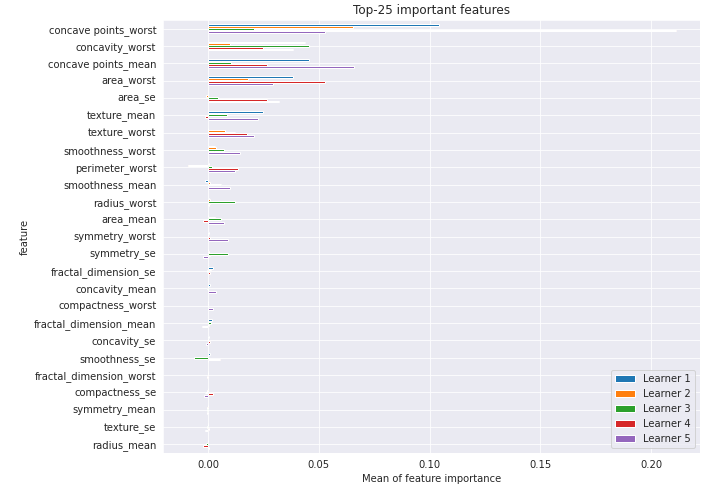 Top-25 important features
concave points_worst
concavity_worst
concave points_mean
area_worst
area_se
texture_mean
texture_worst
smoothness_worst
perimeter_worst
smoothness_mean
radius_worst
area_mean
symmetry_worst
symmetry_se
fractal_dimension_se
concavity_mean
compactness_worst
fractal_dimension_mean
concavity_se
smoothness_se
fractal_dimension_worst
compactness_se
symmetry_mean
texture_se
radius_mean
feature
Learner 1
Learner 2
Learner 3
Learner 4
Learner 5
0.00 0.05 0.10 0.15 0.20
Mean of feature importance